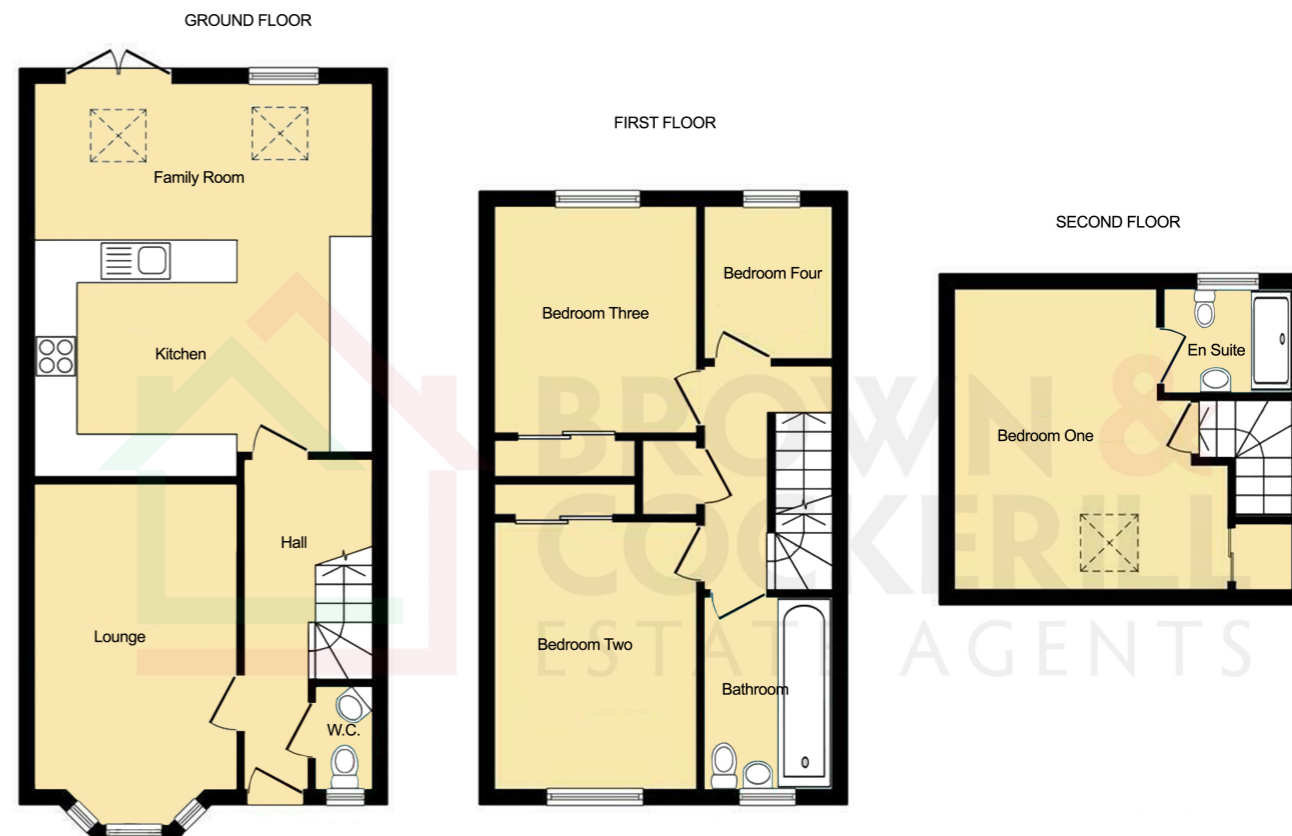 GROUND FLOOR
Family Room
Kitchen
Hall
Lounge
W.C.
FIRST FLOOR
Bedroom Three
Bedroom Four
Bedroom Two
Bathroom
SECOND FLOOR
En Suite
Bedroom One
BROWN &
COCKERILL
ESTATE AGENTS